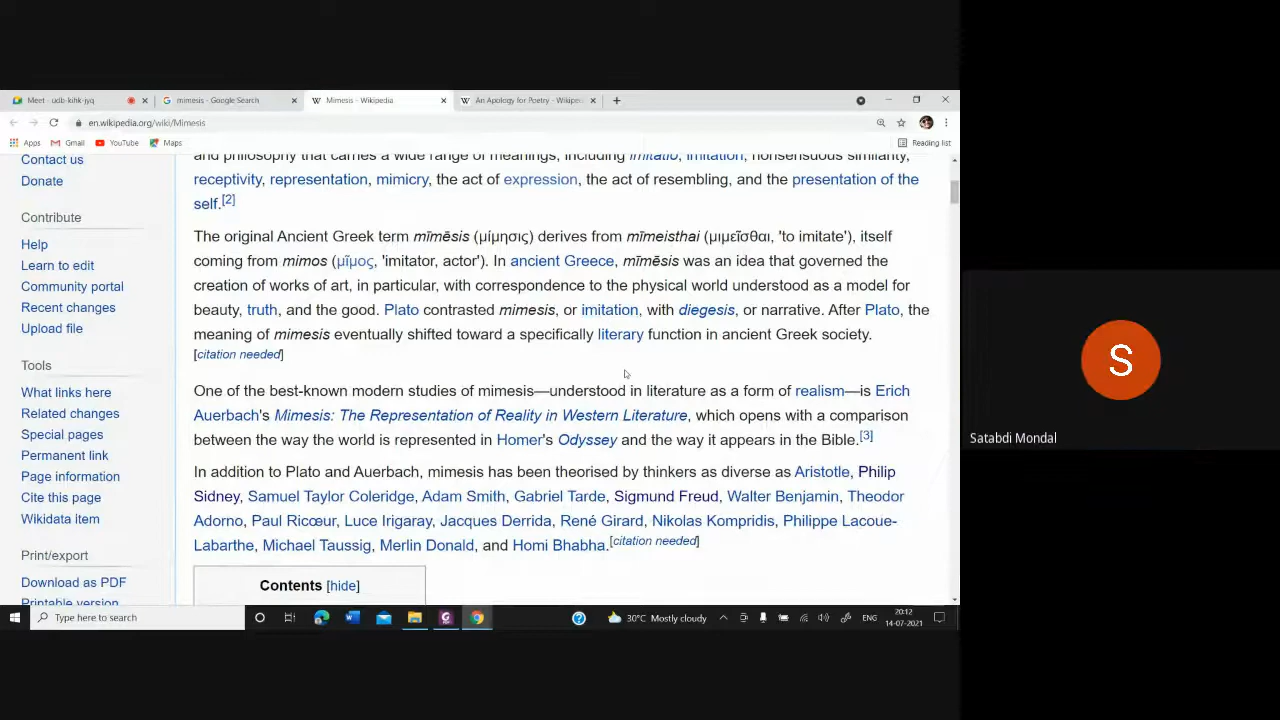 Meet - udb-kihk-jyq
mimesis - Google Search
Mimesis - Wikipedia
An Apology for Poetry - Wikipe
en.wikipedia.org/wiki/Mimesis
Apps Gmail YouTube Maps Reading list
Contact us
Donate
Contribute
Help
Learn to edit
Community portal
Recent changes
Upload file
Tools
What links here
Related changes
Special pages
Permanent link
Page information
Cite this page
Wikidata item
Print/export
Download as PDF
Printable version
and philosophy that carries a wide range of meanings, including imitatio, imitation, nonsensuous similarity,
receptivity, representation, mimicry, the act of expression, the act of resembling, and the presentation of the
self.[2]
The original Ancient Greek term mīmēsis (μίμησις) derives from mīmeisthai (μιμεῖσθαι, 'to imitate'), itself
coming from mimos (μῖμος, 'imitator, actor'). In ancient Greece, mīmēsis was an idea that governed the
creation of works of art, in particular, with correspondence to the physical world understood as a model for
beauty, truth, and the good. Plato contrasted mimesis, or imitation, with diegesis, or narrative. After Plato, the
meaning of mimesis eventually shifted toward a specifically literary function in ancient Greek society.
[citation needed]
One of the best-known modern studies of mimesis—understood in literature as a form of realism—is Erich
Auerbach's Mimesis: The Representation of Reality in Western Literature, which opens with a comparison
between the way the world is represented in Homer's Odyssey and the way it appears in the Bible.[3]
In addition to Plato and Auerbach, mimesis has been theorised by thinkers as diverse as Aristotle, Philip
Sidney, Samuel Taylor Coleridge, Adam Smith, Gabriel Tarde, Sigmund Freud, Walter Benjamin, Theodor
Adorno, Paul Ricœur, Luce Irigaray, Jacques Derrida, René Girard, Nikolas Kompridis, Philippe Lacoue-
Labarthe, Michael Taussig, Merlin Donald, and Homi Bhabha.[citation needed]
Contents [hide]
Type here to search
30°C Mostly cloudy
ENG
20:12
14-07-2021
S
Satabdi Mondal